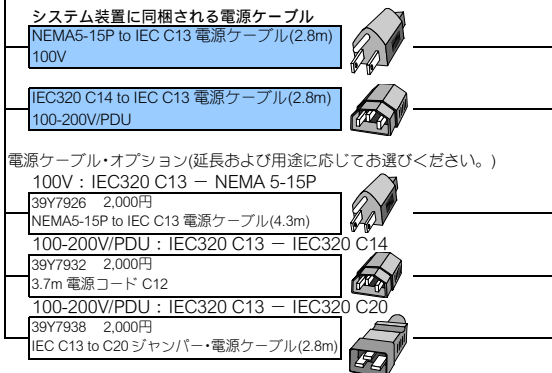 システム装置に同梱される電源ケーブル
NEMA5-15P to IEC C13 電源ケーブル(2.8m)
100V
IEC320 C14 to IEC C13 電源ケーブル(2.8m)
100-200V/PDU
電源ケーブル・オプション(延長および用途に応じてお選びください。)
100V：IEC320 C13 － NEMA 5-15P
39Y7926 2,000円
NEMA5-15P to IEC C13 電源ケーブル(4.3m)
100-200V/PDU：IEC320 C13 － IEC320 C14
39Y7932 2,000円
3.7m 電源コード C12
100-200V/PDU：IEC320 C13 － IEC320 C20
39Y7938 2,000円
IEC C13 to C20 ジャンパー・電源ケーブル(2.8m)